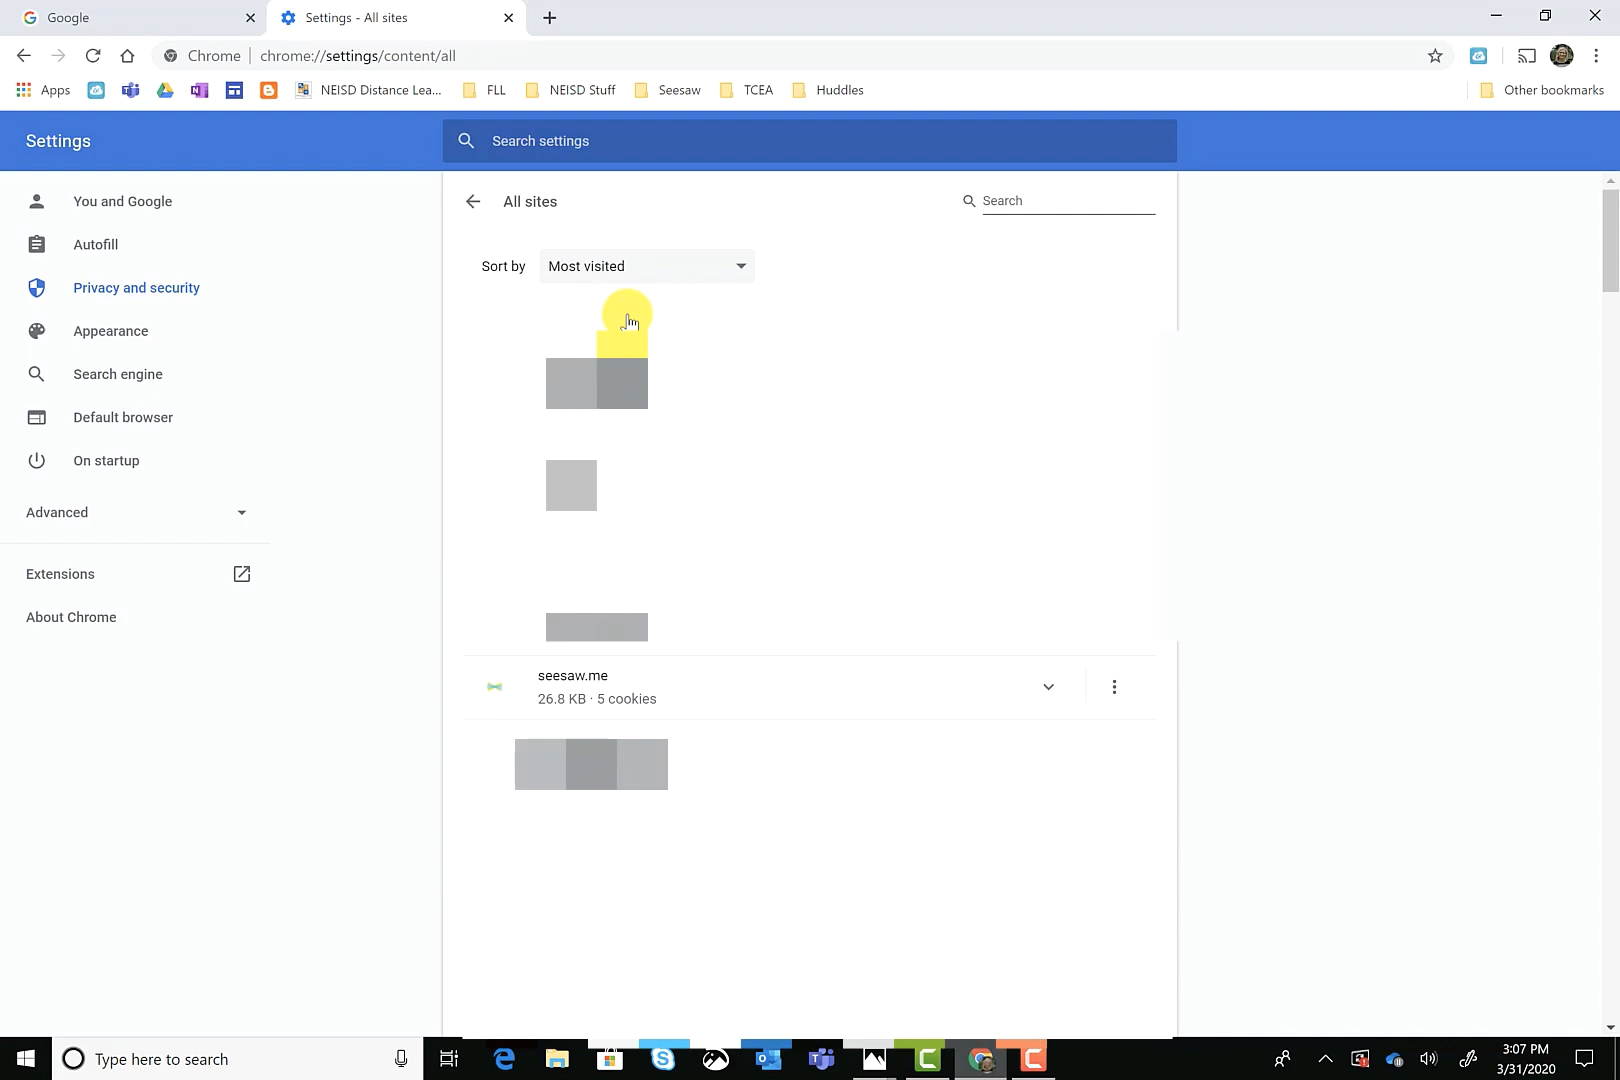 Google
Settings - All sites
Chrome
chrome://settings/content/all
Apps
NEISD Distance Lea...
FLL
NEISD Stuff
Seesaw
TCEA
Huddles
Other bookmarks
Settings
Search settings
You and Google
Autofill
Privacy and security
Appearance
Search engine
Default browser
On startup
Advanced
Extensions
About Chrome
All sites
Search
Sort by
Most visited
seesaw.me
26.8 KB · 5 cookies
Type here to search
3:07 PM
3/31/2020